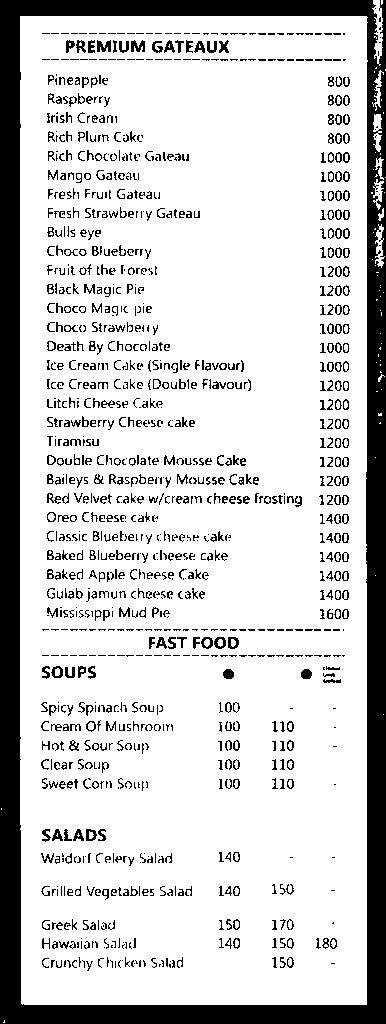 PREMIUM GATEAUX
Pineapple 800
Raspberry 800
Irish Cream 800
Rich Plum Cake 800
Rich Chocolate Gateau 1000
Mango Gateau 1000
Fresh Fruit Gateau 1000
Fresh Strawberry Gateau 1000
Bulls eye 1000
Choco Blueberry 1000
Fruit of the Forest 1200
Black Magic Pie 1200
Choco Magic pie 1200
Choco Strawberry 1000
Death By Chocolate 1000
Ice Cream Cake (Single Flavour) 1000
Ice Cream Cake (Double Flavour) 1200
Litchi Cheese Cake 1200
Strawberry Cheese cake 1200
Tiramisu 1200
Double Chocolate Mousse Cake 1200
Baileys & Raspberry Mousse Cake 1200
Red Velvet cake w/cream cheese frosting 1200
Oreo Cheese cake 1400
Classic Blueberry cheese cake 1400
Baked Blueberry cheese cake 1400
Baked Apple Cheese Cake 1400
Gulab jamun cheese cake 1400
Mississippi Mud Pie 1600
FAST FOOD
SOUPS
Spicy Spinach Soup 100 - -
Cream Of Mushroom 100 110 -
Hot & Sour Soup 100 110 -
Clear Soup 100 110
Sweet Corn Soup 100 110 -
SALADS
Waldorf Celery Salad 140 - -
Grilled Vegetables Salad 140 150 -
Greek Salad 150 170 -
Hawaiian Salad 140 150 180
Crunchy Chicken Salad 150 -